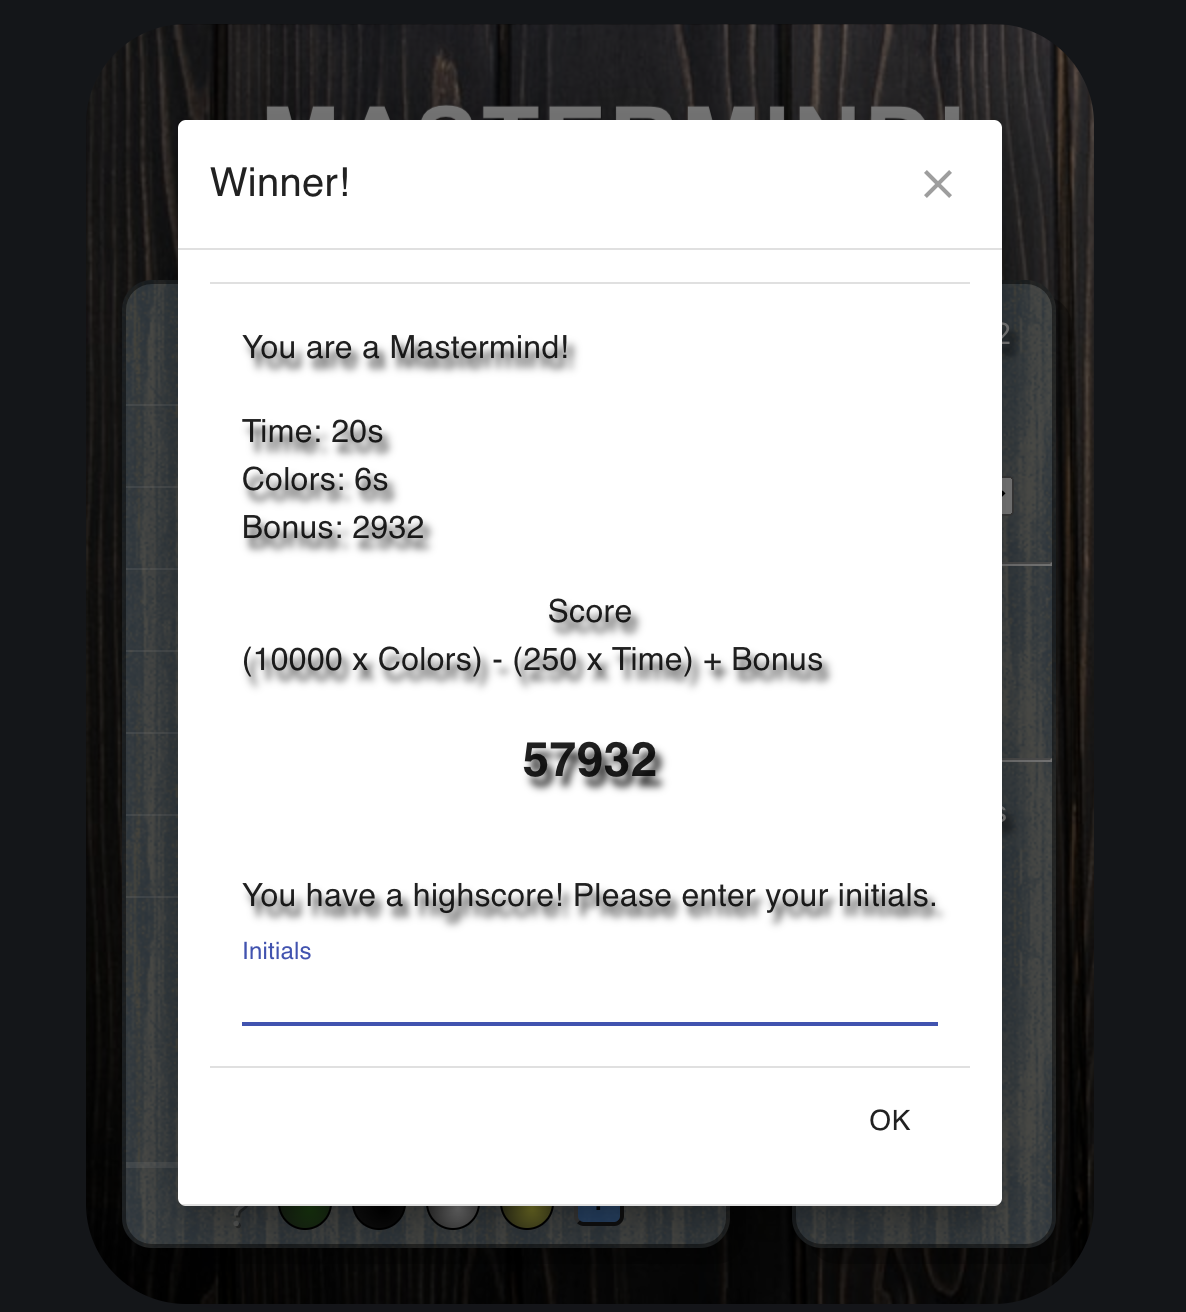 MASTERMIND!
Winner!
You are a Mastermind!
Time: 20s
Colors: 6s
Bonus: 2932
Score
(10000 x Colors) - (250 x Time) + Bonus
57932
You have a highscore! Please enter your initials.
Initials
OK
?